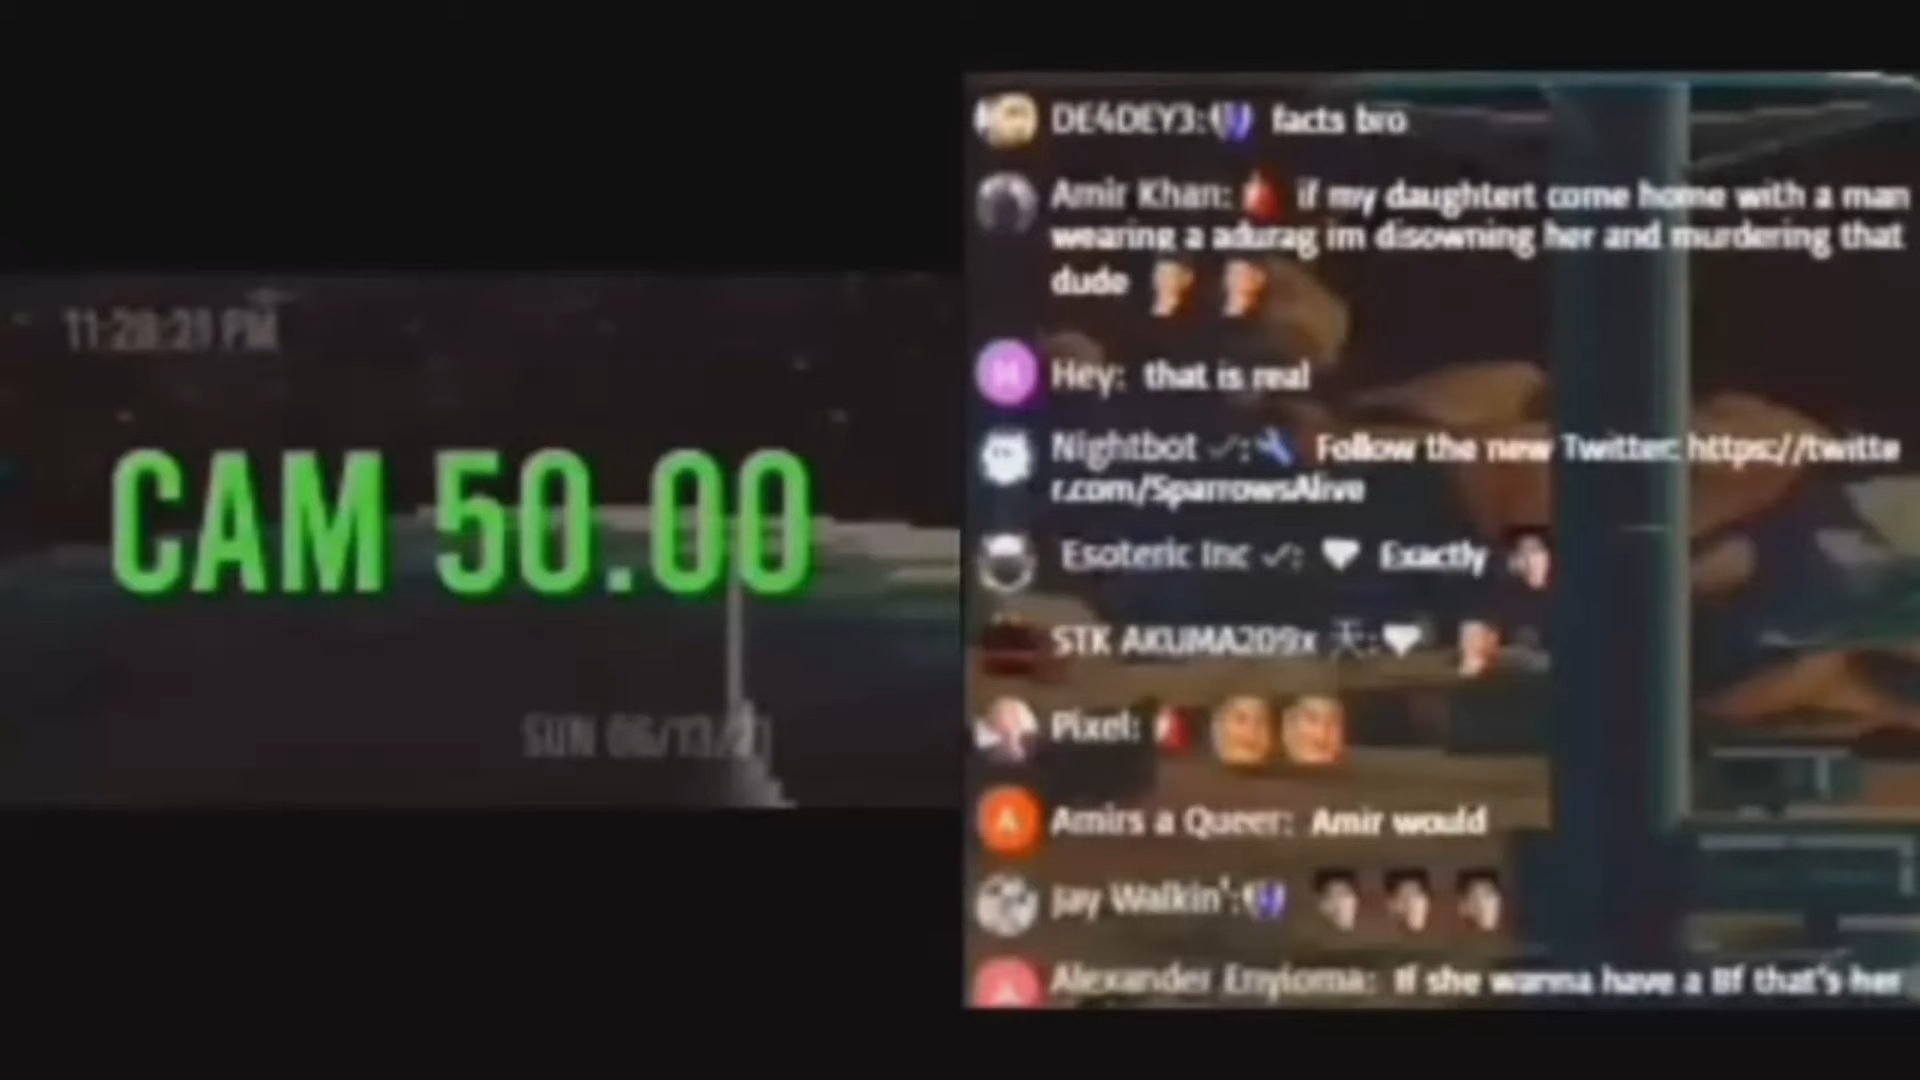 11:28:21 PM
CAM 50.00
SUN 06/13/21
DE4DEY3: facts bro
Amir Khan: if my daughtert come home with a man
wearing a adurag im disowning her and murdering that
dude
Hey: that is real
Nightbot ✓: Follow the new Twitter: https://twitte
r.com/SparrowsAlive
Esoteric Inc ✓: Exactly
STK AKUMA209x 天:
Pixel:
Amirs a Queer: Amir would
Jay Walkin':
Alexander Enyioma: If she wanna have a Bf that's her